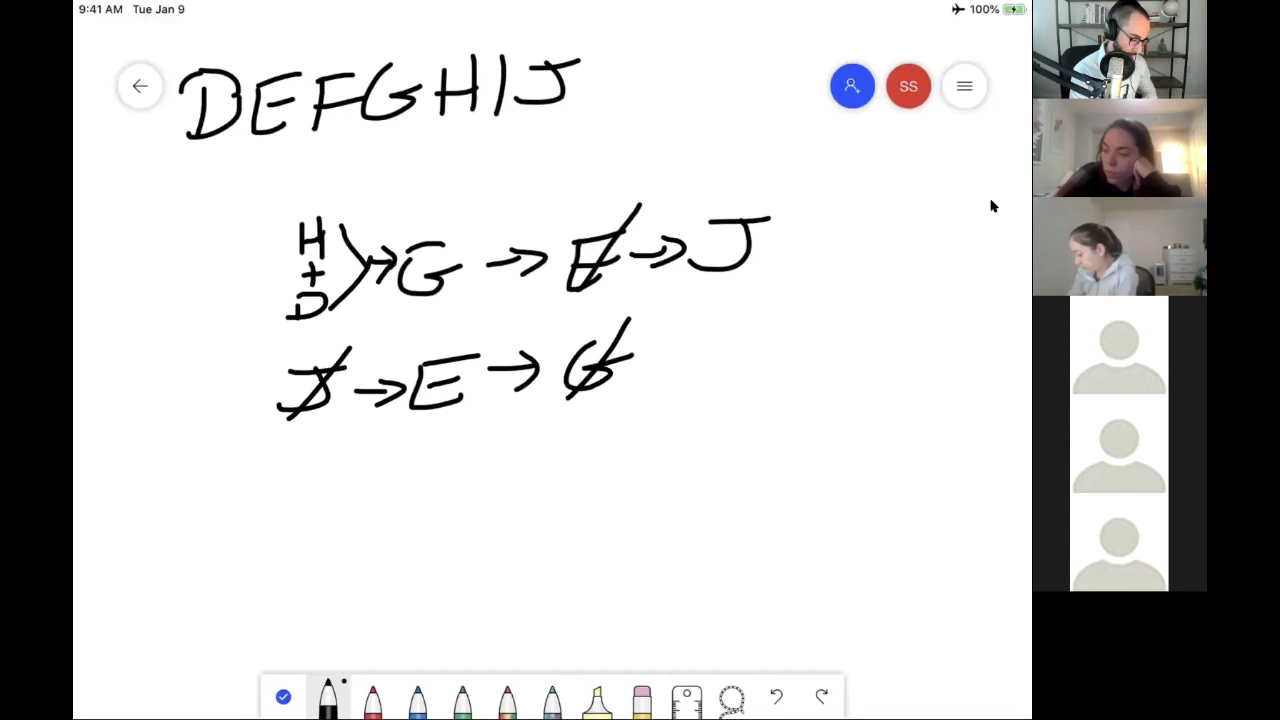 9:41 AM Tue Jan 9
100%
DEFGHIJ
SS
H
+
D → G → E → J
J → E → G